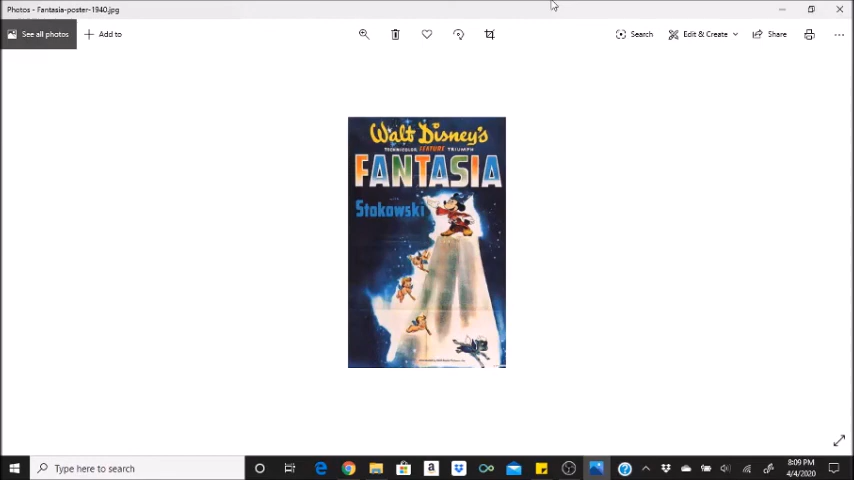 Photos - Fantasia-poster-1940.jpg
See all photos
Add to
Search
Edit & Create
Share
Walt Disney's
TECHNICOLOR FEATURE TRIUMPH
FANTASIA
with
Stokowski
Type here to search
a
8:09 PM
4/4/2020